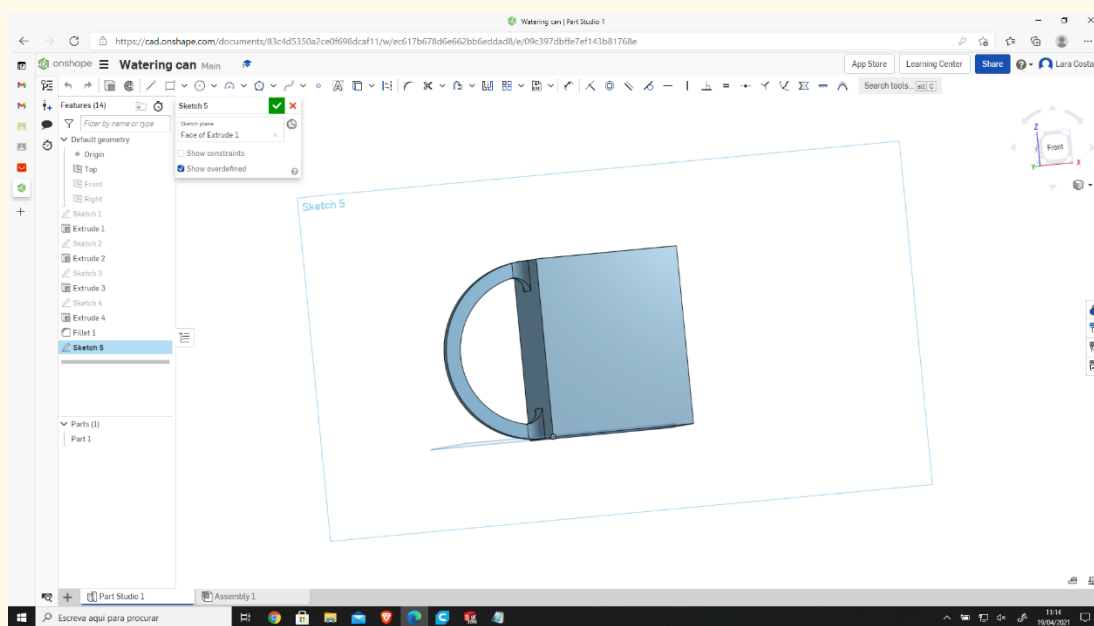 Watering can | Part Studio 1
https://cad.onshape.com/documents/83c4d5350a2ce0f698dcaf11/w/ec617b678d6e662bb6eddad8/e/09c397dbffe7ef143b81768e
onshape Watering can Main App Store Learning Center Share Lara Costa
Search tools... alt C
Features (14)
Filter by name or type
Default geometry
Origin
Top
Front
Right
Sketch 1
Extrude 1
Sketch 2
Extrude 2
Sketch 3
Extrude 3
Sketch 4
Extrude 4
Fillet 1
Sketch 5
Parts (1)
Part 1
Sketch 5
Sketch plane
Face of Extrude 1
Show constraints
Show overdefined
Sketch 5
Z
Front
X
Part Studio 1 Assembly 1
Escreva aqui para procurar
11:14
19/04/2021